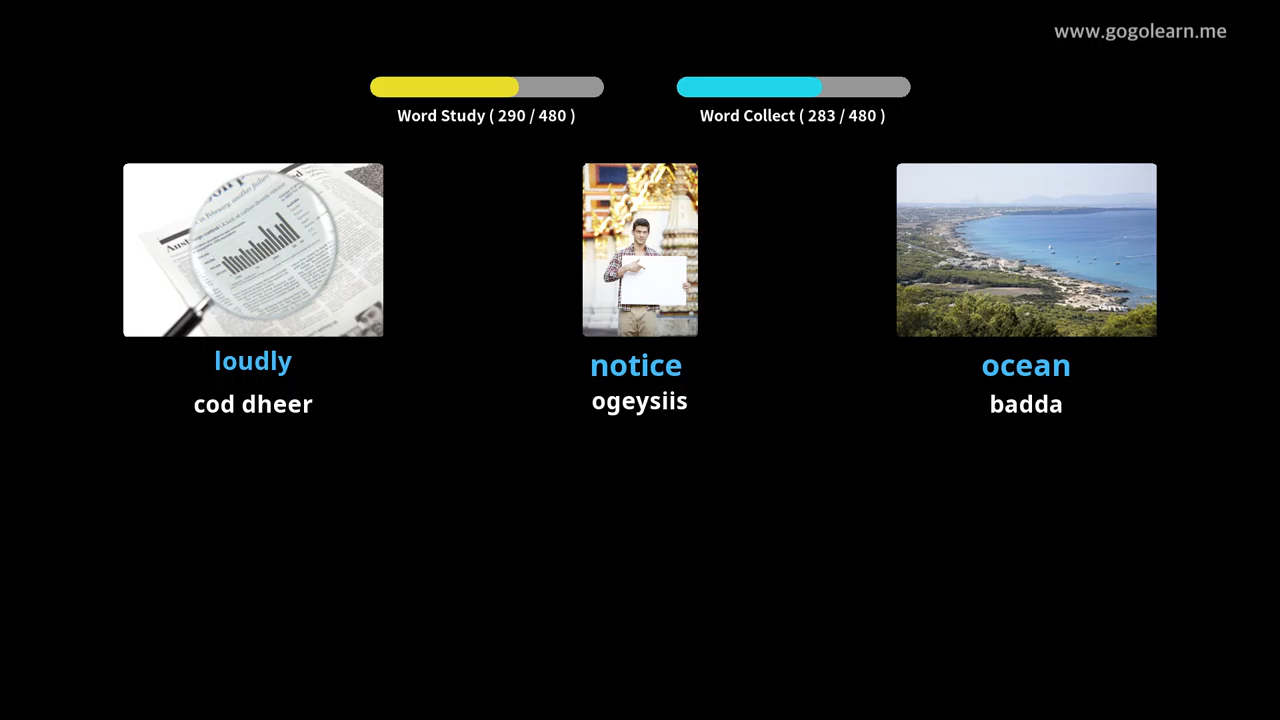 www.gogolearn.me
Word Study ( 290 / 480 )
Word Collect ( 283 / 480 )
loudly
notice
ocean
cod dheer
ogeysiis
badda